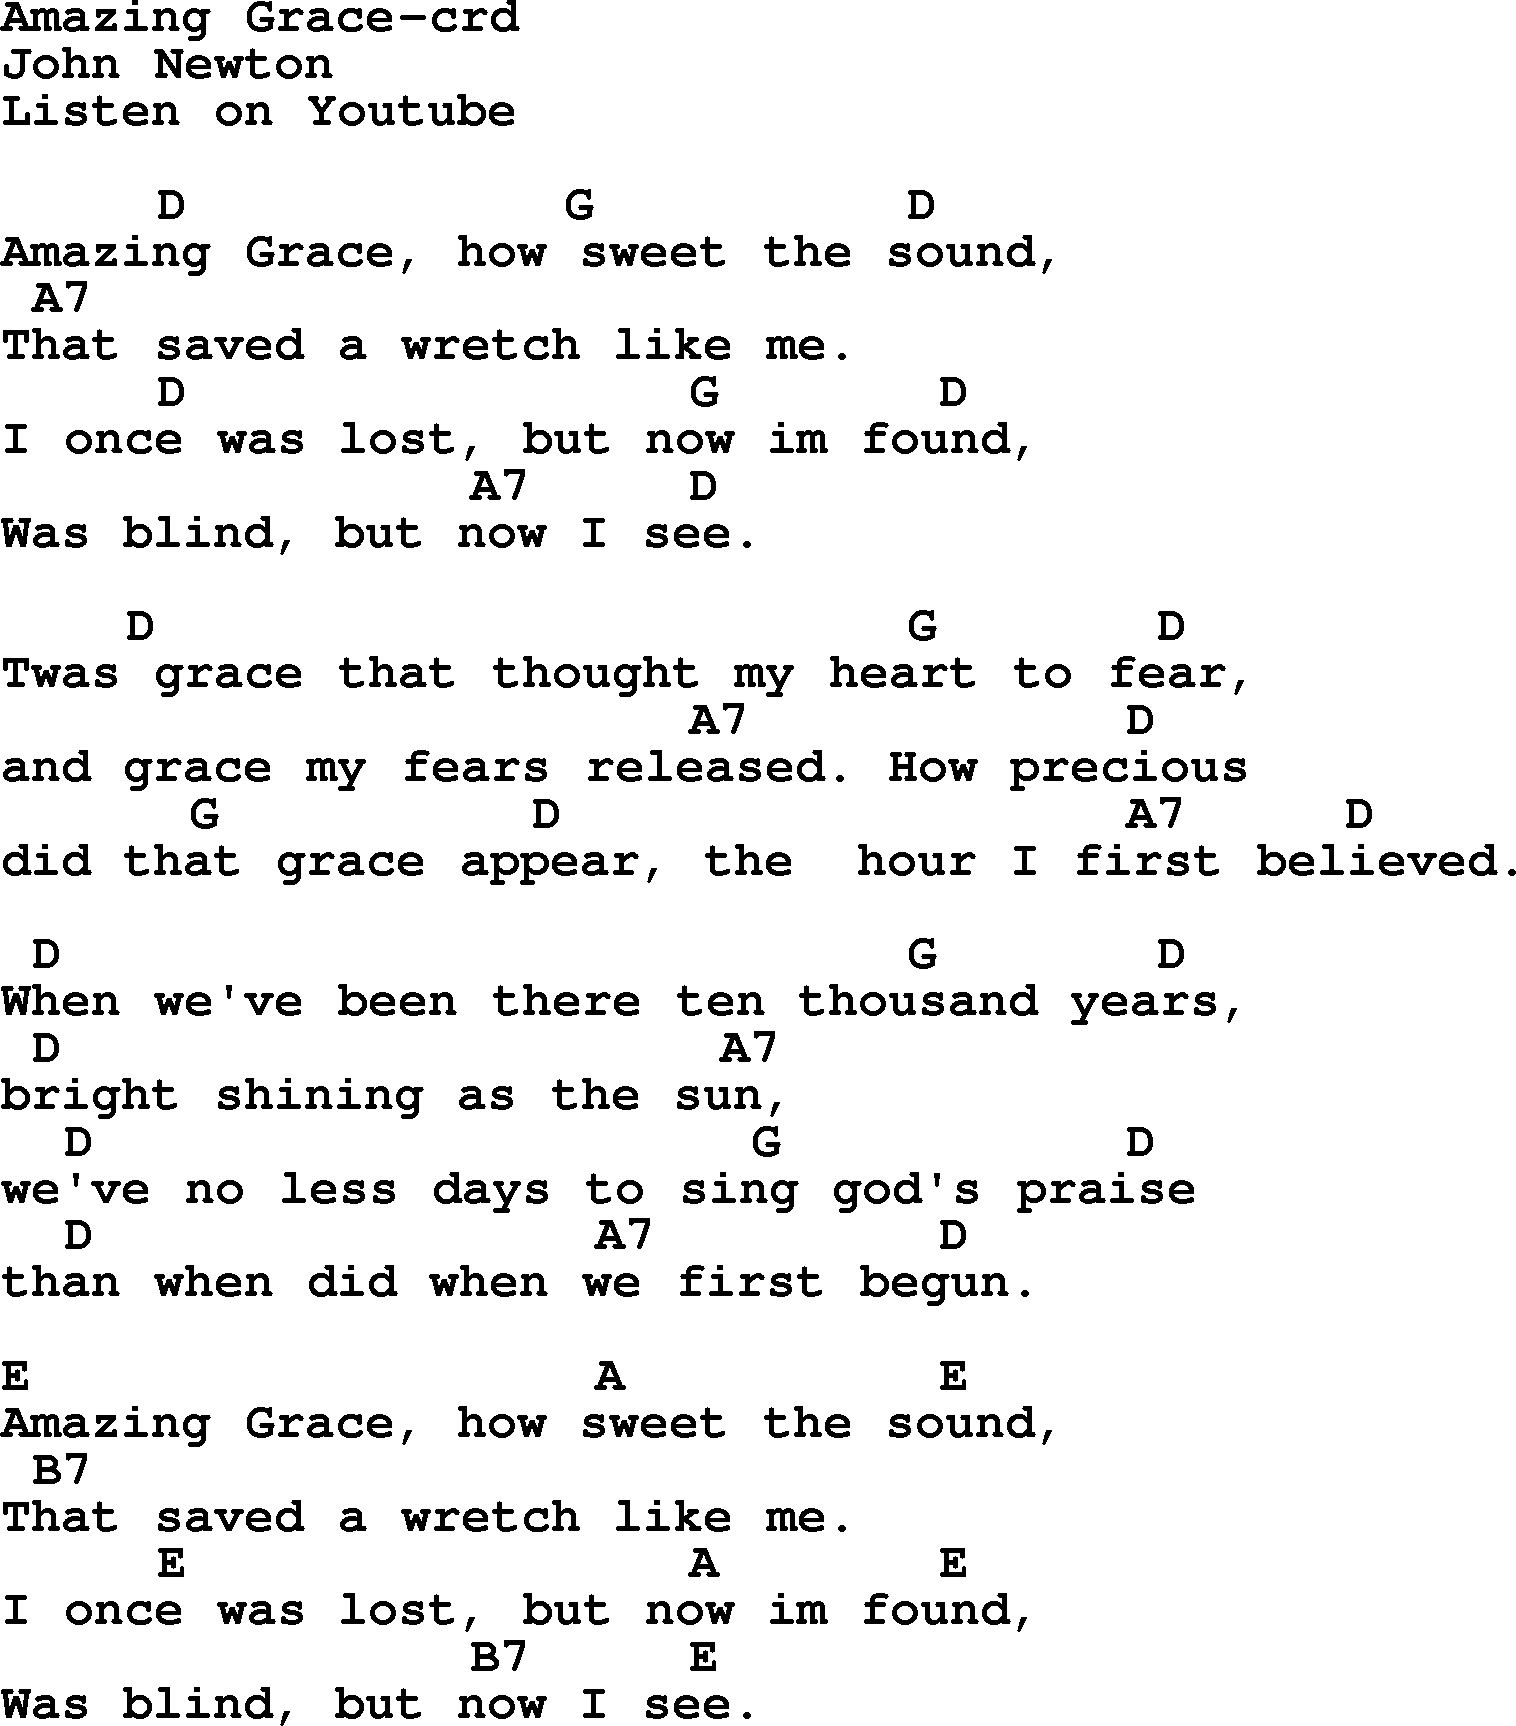 Amazing Grace-crd
John Newton
Listen on Youtube
D G D
Amazing Grace, how sweet the sound,
A7
That saved a wretch like me.
D G D
I once was lost, but now im found,
A7 D
Was blind, but now I see.
D G D
Twas grace that thought my heart to fear,
A7 D
and grace my fears released. How precious
G D A7 D
did that grace appear, the  hour I first believed.
D G D
When we've been there ten thousand years,
D A7
bright shining as the sun,
D G D
we've no less days to sing god's praise
D A7 D
than when did when we first begun.
E A E
Amazing Grace, how sweet the sound,
B7
That saved a wretch like me.
E A E
I once was lost, but now im found,
B7 E
Was blind, but now I see.